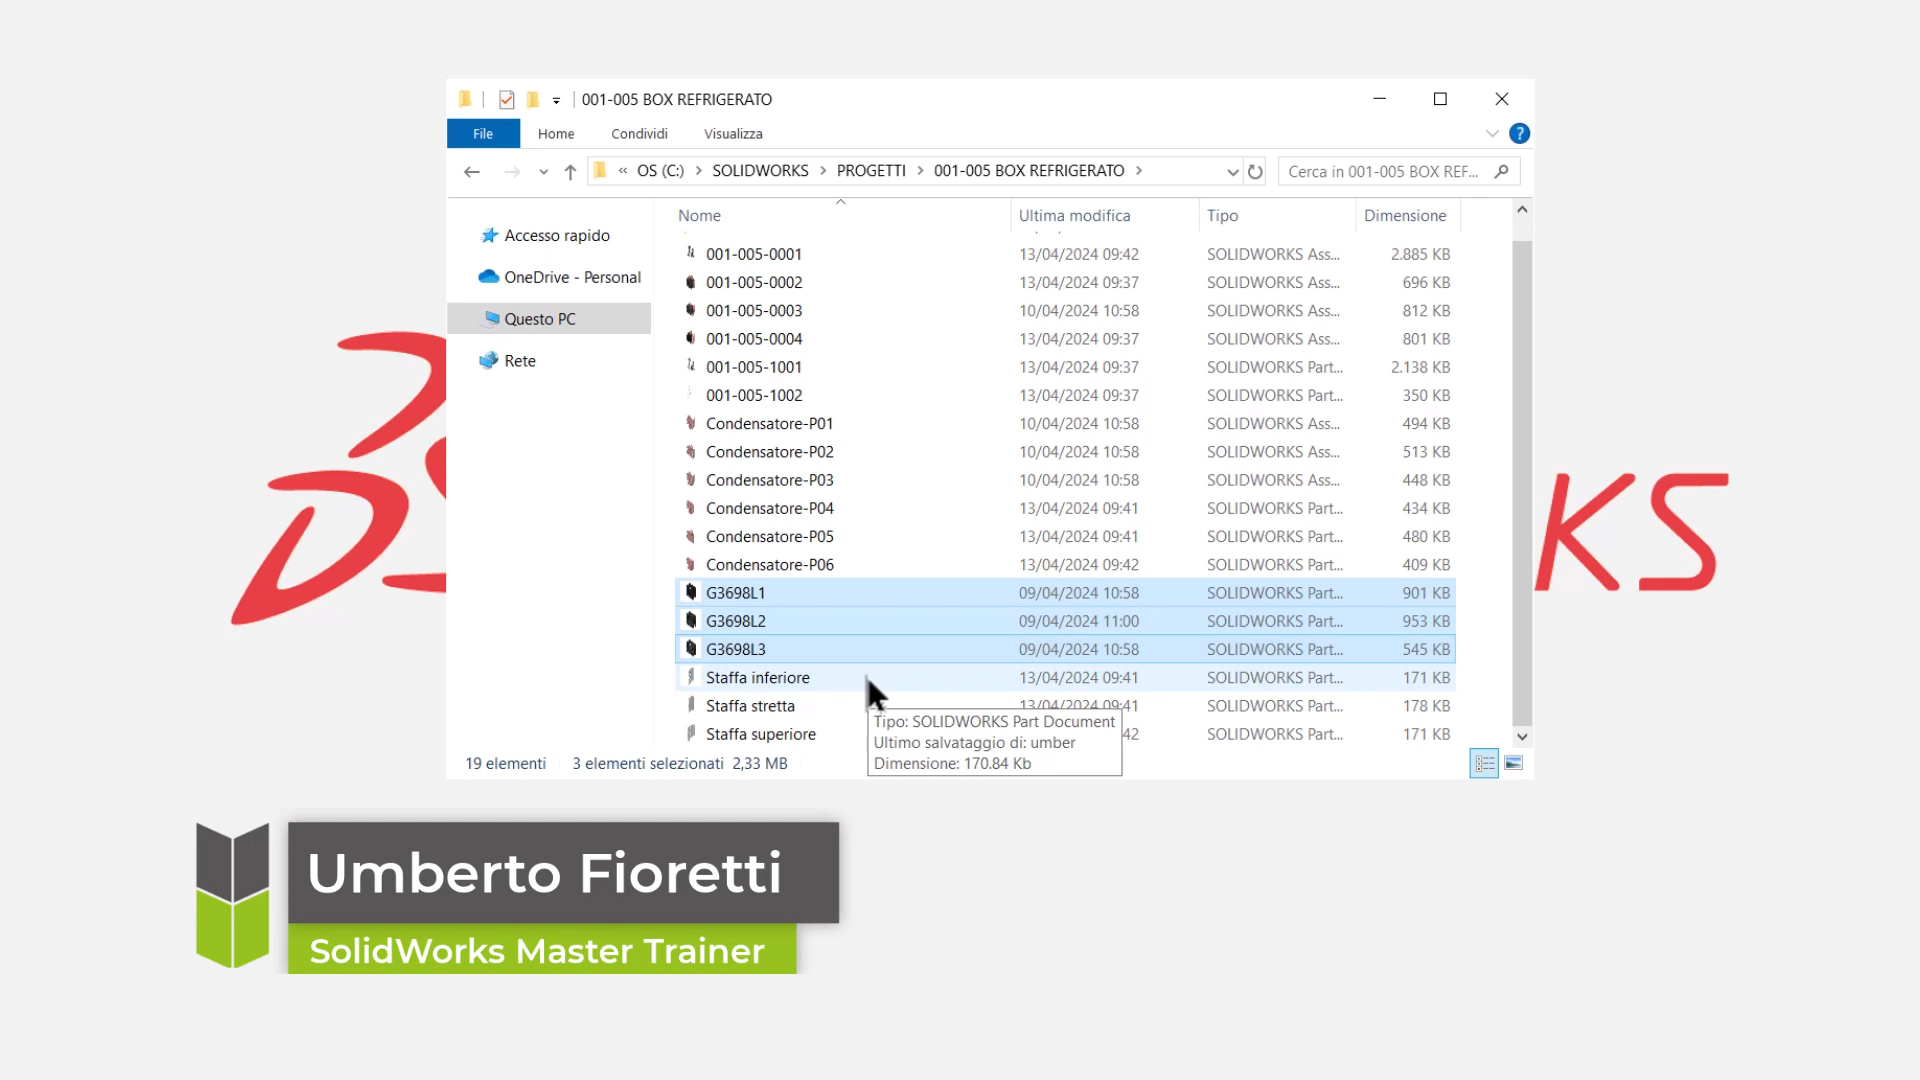 001-005 BOX REFRIGERATO
File Home Condividi Visualizza ?
« OS (C:) SOLIDWORKS PROGETTI 001-005 BOX REFRIGERATO Cerca in 001-005 BOX REF...
Accesso rapido
OneDrive - Personal
Questo PC
Rete
Nome Ultima modifica Tipo Dimensione
001-005-0001 13/04/2024 09:42 SOLIDWORKS Ass... 2.885 KB
001-005-0002 13/04/2024 09:37 SOLIDWORKS Ass... 696 KB
001-005-0003 10/04/2024 10:58 SOLIDWORKS Ass... 812 KB
001-005-0004 13/04/2024 09:37 SOLIDWORKS Ass... 801 KB
001-005-1001 13/04/2024 09:37 SOLIDWORKS Part... 2.138 KB
001-005-1002 13/04/2024 09:37 SOLIDWORKS Part... 350 KB
Condensatore-P01 10/04/2024 10:58 SOLIDWORKS Ass... 494 KB
Condensatore-P02 10/04/2024 10:58 SOLIDWORKS Ass... 513 KB
Condensatore-P03 10/04/2024 10:58 SOLIDWORKS Ass... 448 KB
Condensatore-P04 13/04/2024 09:41 SOLIDWORKS Part... 434 KB
Condensatore-P05 13/04/2024 09:41 SOLIDWORKS Part... 480 KB
Condensatore-P06 13/04/2024 09:42 SOLIDWORKS Part... 409 KB
G3698L1 09/04/2024 10:58 SOLIDWORKS Part... 901 KB
G3698L2 09/04/2024 11:00 SOLIDWORKS Part... 953 KB
G3698L3 09/04/2024 10:58 SOLIDWORKS Part... 545 KB
Staffa inferiore 13/04/2024 09:41 SOLIDWORKS Part... 171 KB
Staffa stretta 13/04/2024 09:41 SOLIDWORKS Part... 178 KB
Staffa superiore 42 SOLIDWORKS Part... 171 KB
Tipo: SOLIDWORKS Part Document
Ultimo salvataggio di: umber
Dimensione: 170.84 Kb
19 elementi 3 elementi selezionati 2,33 MB
KS
Umberto Fioretti
SolidWorks Master Trainer